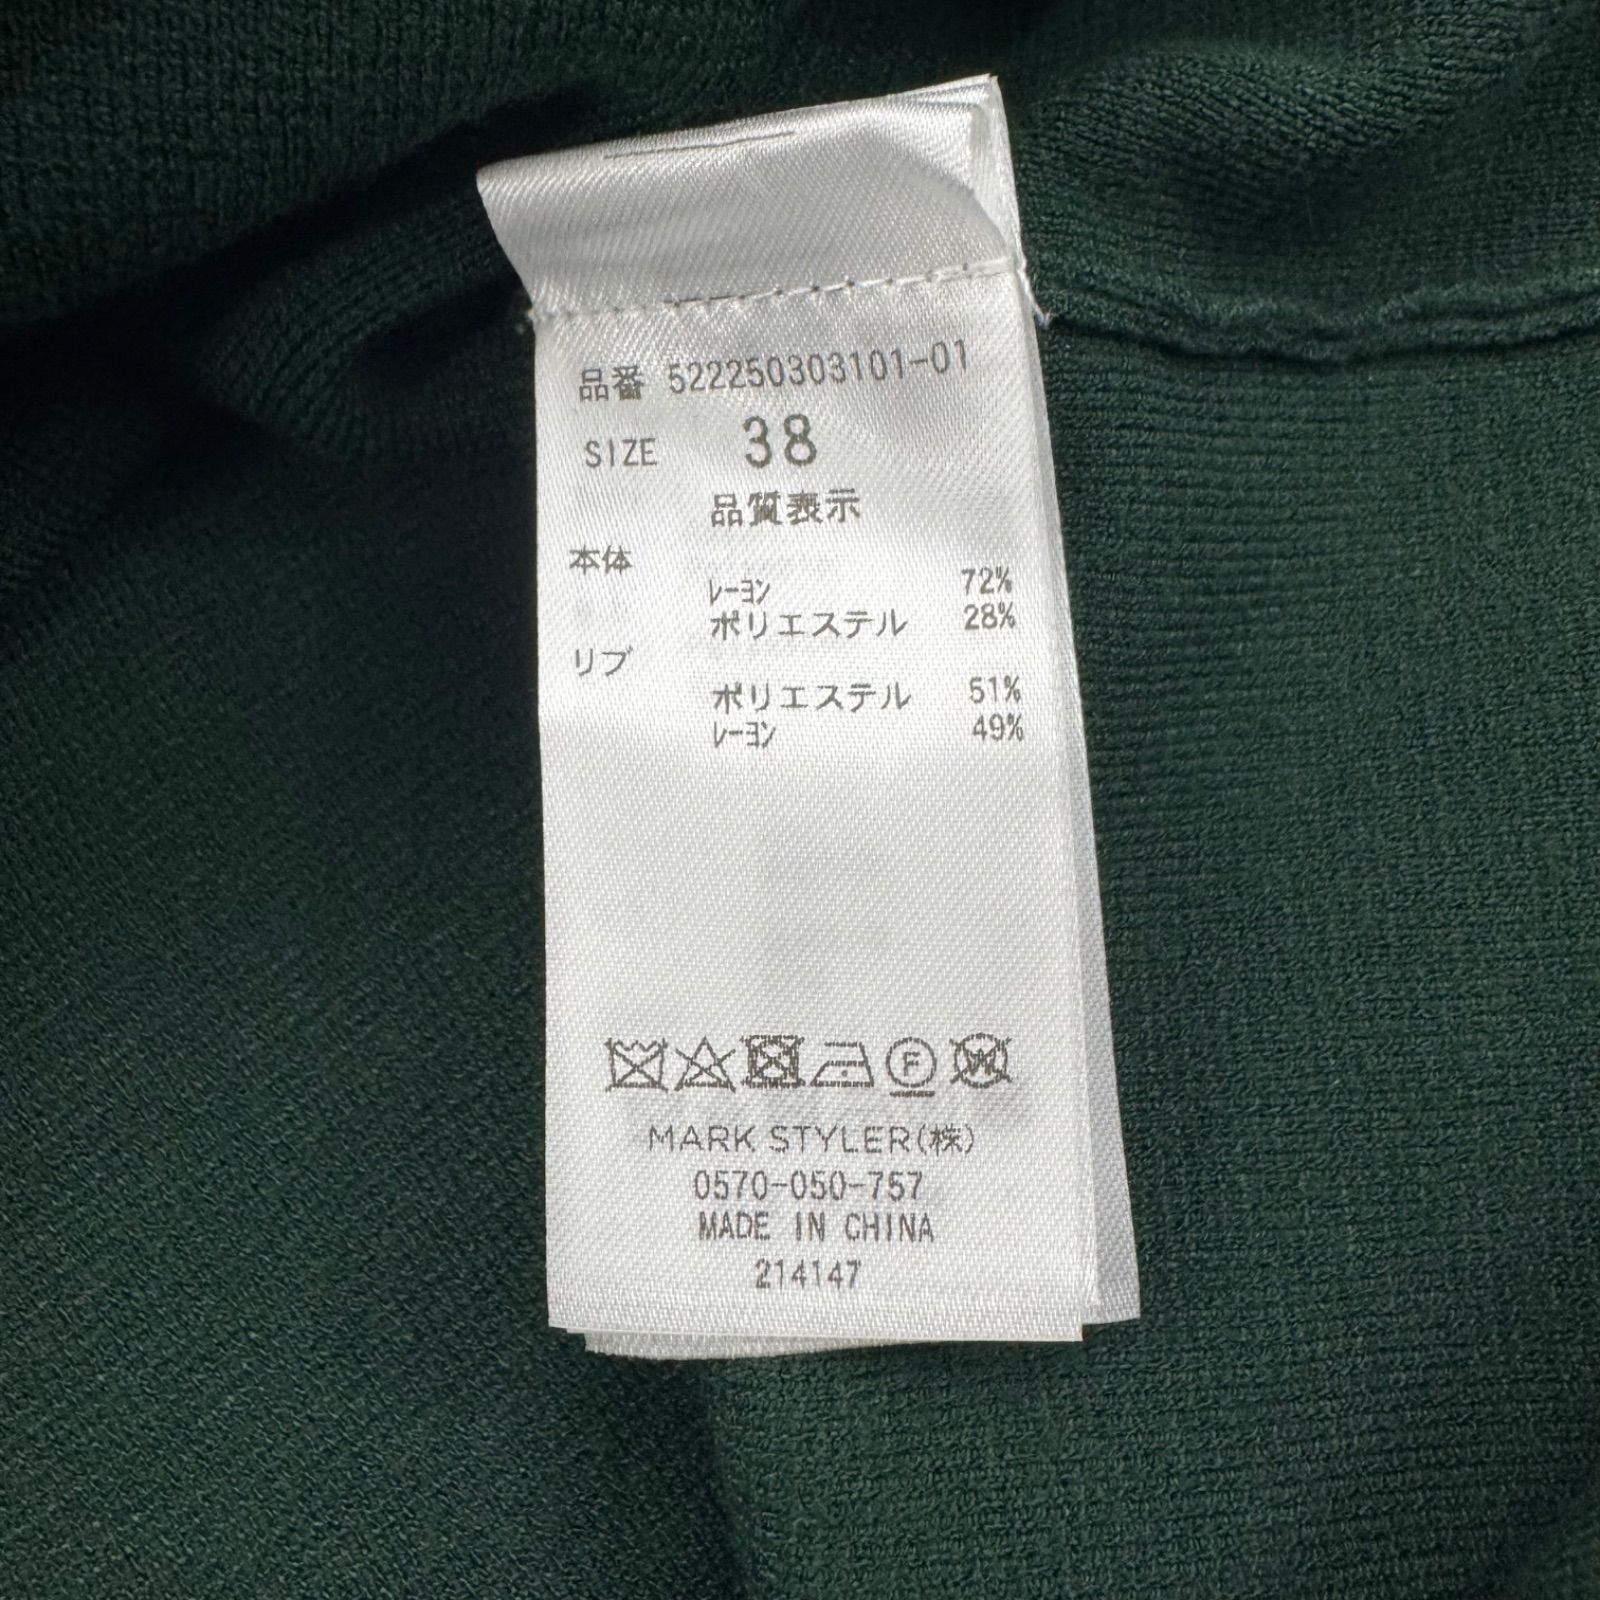 品番 522250303101-01
SIZE 38
品質表示
本体
ﾚｰﾖﾝ 72%
ポリエステル 28%
リブ
ポリエステル 51%
ﾚｰﾖﾝ 49%
F W
MARK STYLER(株)
0570-050-757
MADE IN CHINA
214147